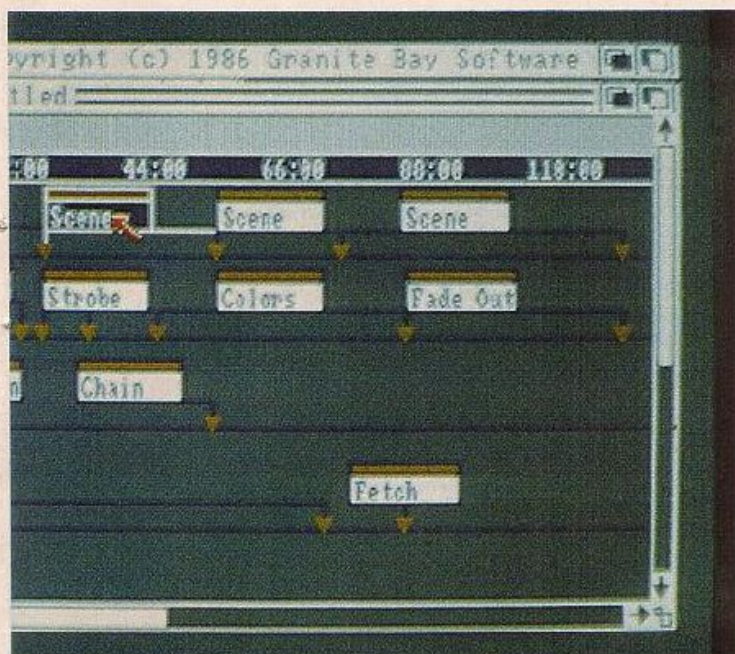 yright (c) 1986 Granite Bay Software
tled
:00 44:00 66:00 88:00 110:00
Scene Scene Scene
Strobe Colors Fade Out
n Chain
Fetch